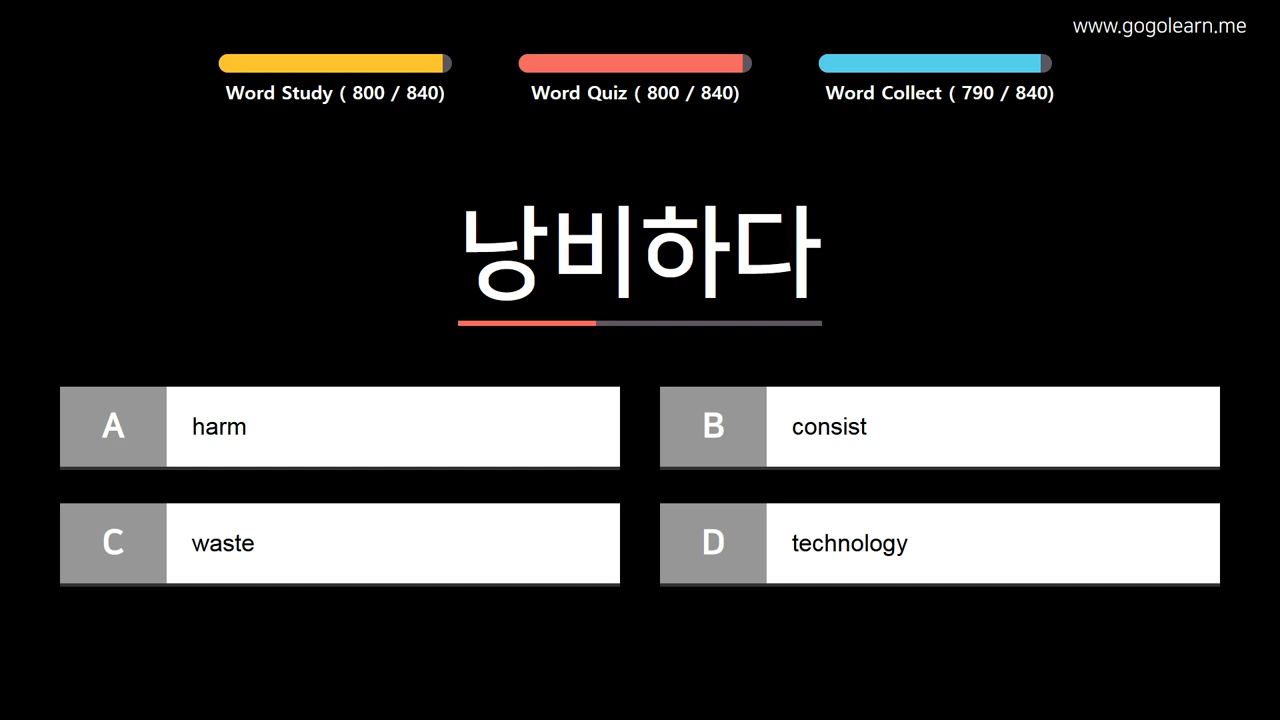 www.gogolearn.me
Word Study ( 800 / 840)
Word Quiz ( 800 / 840)
Word Collect ( 790 / 840)
낭비하다
A harm
B consist
C waste
D technology